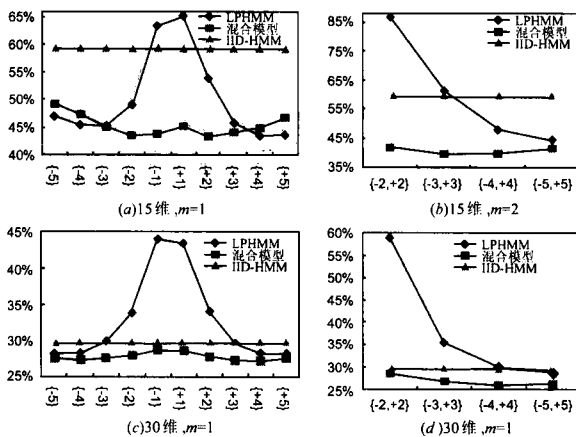 65%
60%
55%
50%
45%
40%
LPHMM
混合模型
IID-HMM
{-5}
{-4}
{-3}
{-2}
{-1}
{+1}
{+2}
{+3}
{+4}
{+5}
(a)15维,m=1
85%
75%
65%
55%
45%
35%
LPHMM
混合模型
IID-HMM
{-2,+2} {-3,+3} {-4,+4} {-5,+5}
(b)15维,m=2
45%
40%
35%
30%
25%
LPHMM
混合模型
IID-HMM
{-5}
{-4}
{-3}
{-2}
{-1}
{+1}
{+2}
{+3}
{+4}
{+5}
(c)30维,m=1
60%
55%
50%
45%
40%
35%
30%
25%
LPHMM
混合模型
IID-HMM
{-2,+2} {-3,+3} {-4,+4} {-5,+5}
(d)30维,m=1